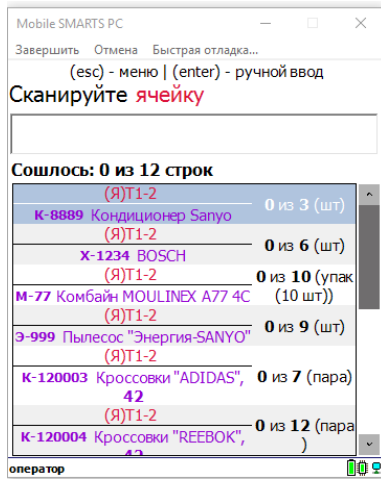 Mobile SMARTS PC
Завершить Отмена Быстрая отладка...
(esc) - меню | (enter) - ручной ввод
Сканируйте ячейку
Сошлось: 0 из 12 строк
(Я)Т1-2
К-8889 Кондиционер Sanyo
0 из 3 (шт)
(Я)Т1-2
Х-1234 BOSCH
0 из 6 (шт)
(Я)Т1-2
М-77 Комбайн MOULINEX A77 4C
0 из 10 (упак
(10 шт))
(Я)Т1-2
Э-999 Пылесос "Энергия-SANYO"
0 из 9 (шт)
(Я)Т1-2
К-120003 Кроссовки "ADIDAS",
42
0 из 7 (пара)
(Я)Т1-2
К-120004 Кроссовки "REEBOK",
42
0 из 12 (пара
)
оператор